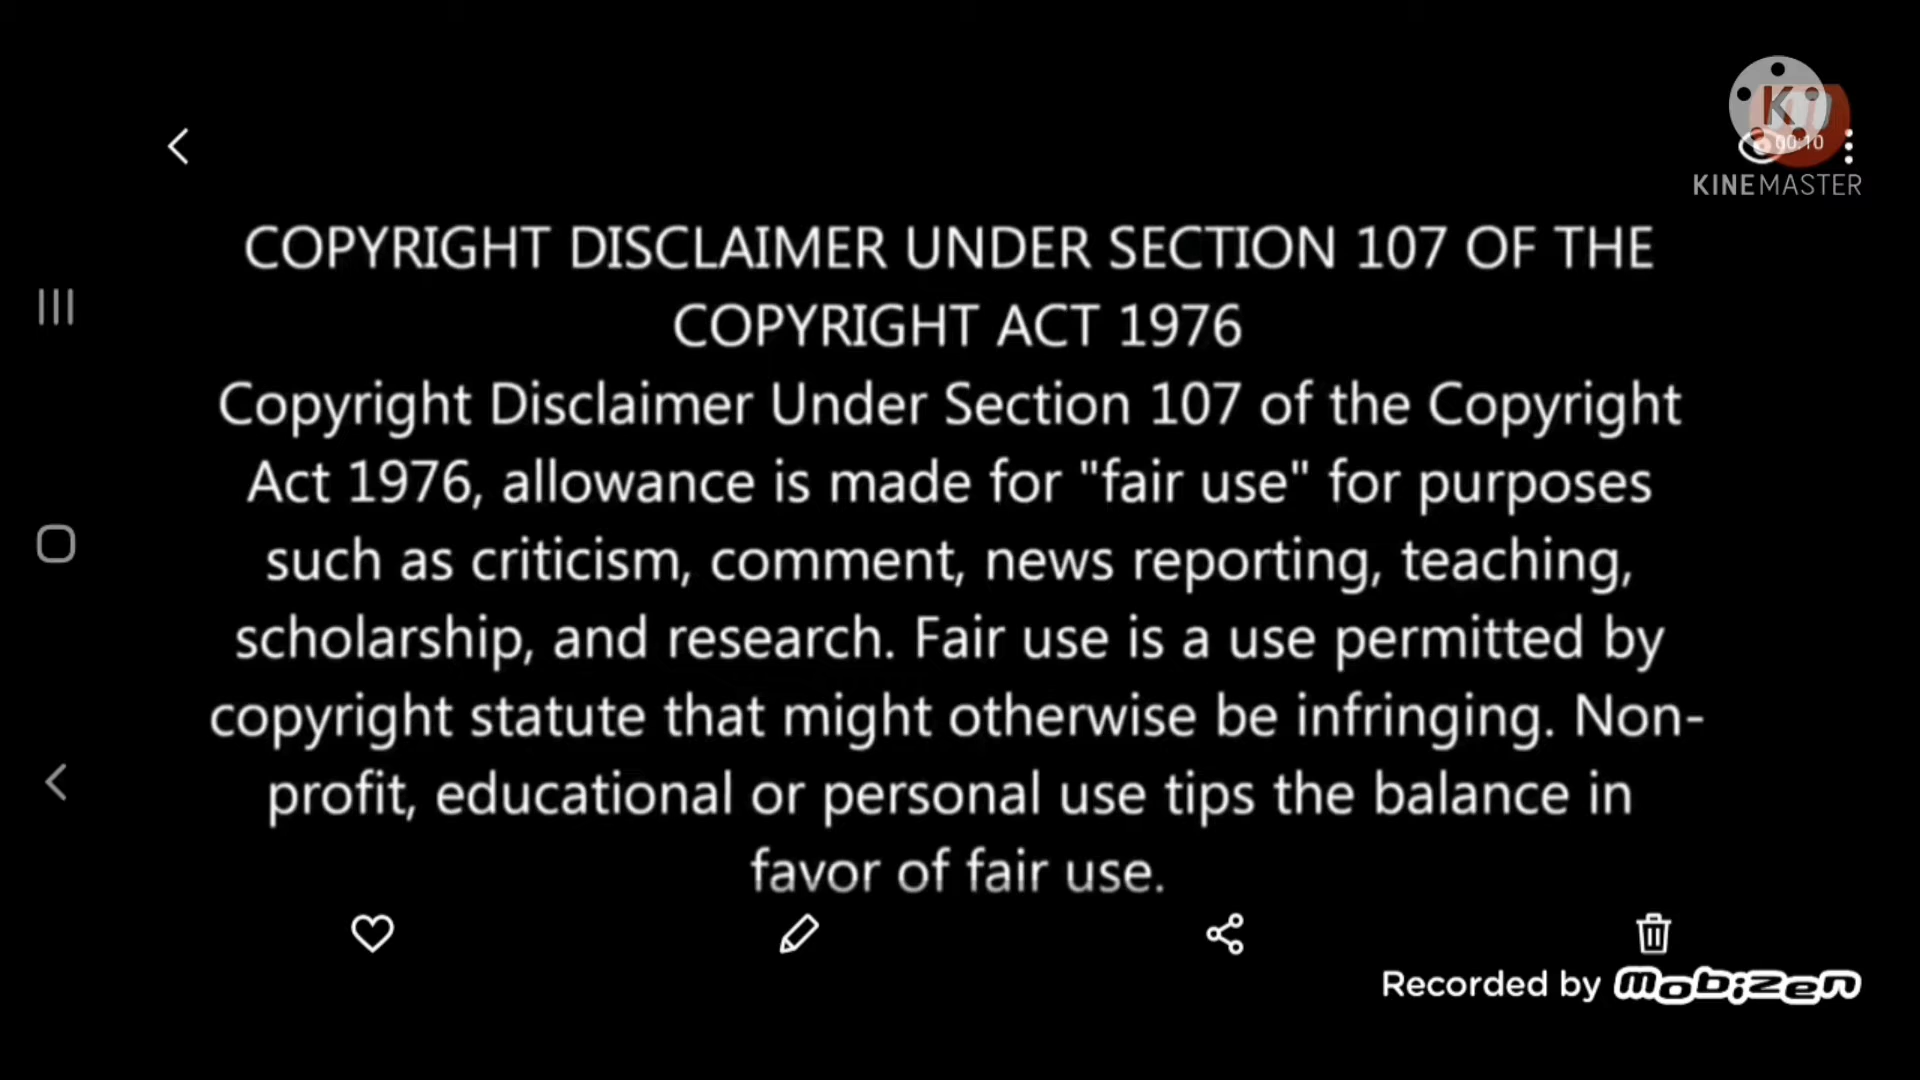 K
00:10
KINEMASTER
COPYRIGHT DISCLAIMER UNDER SECTION 107 OF THE
COPYRIGHT ACT 1976
Copyright Disclaimer Under Section 107 of the Copyright
Act 1976, allowance is made for "fair use" for purposes
such as criticism, comment, news reporting, teaching,
scholarship, and research. Fair use is a use permitted by
copyright statute that might otherwise be infringing. Non-
profit, educational or personal use tips the balance in
favor of fair use.
Recorded by mobizen